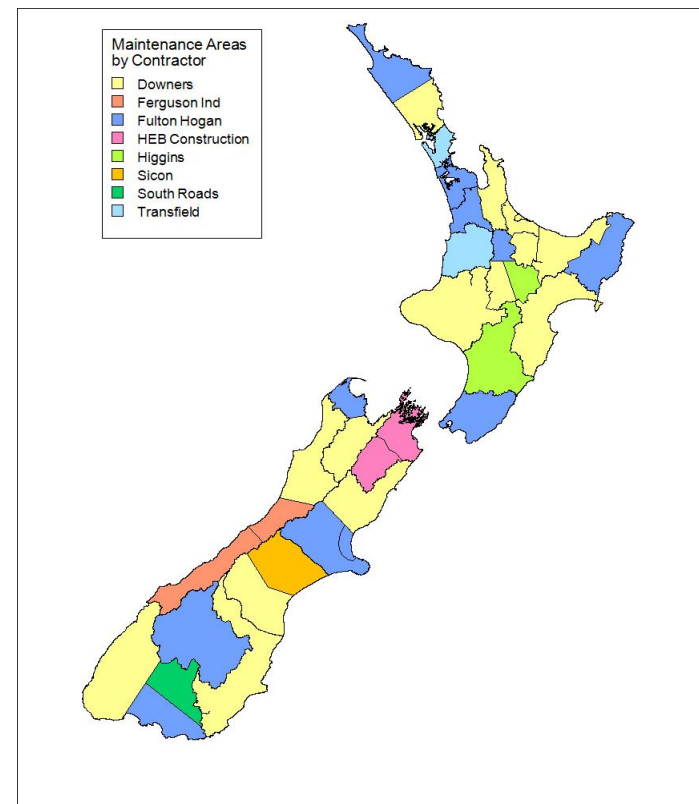 Maintenance Areas
by Contractor
Downers
Ferguson Ind
Fulton Hogan
HEB Construction
Higgins
Sicon
South Roads
Transfield